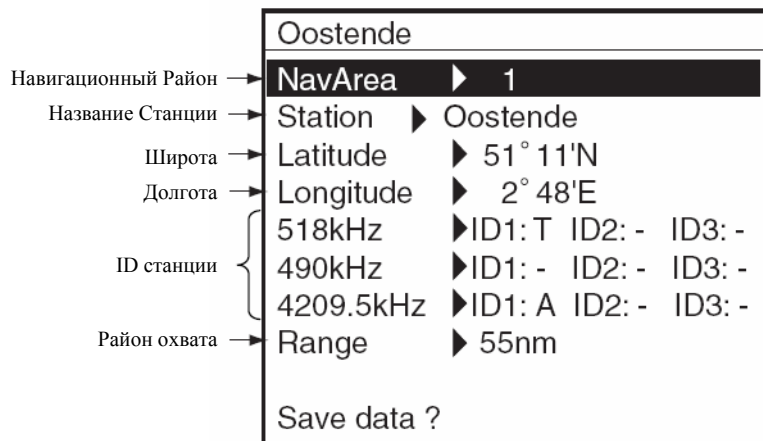 Oostende
Навигационный Район NavArea 1
Название Станции Station Oostende
Широта Latitude 51° 11'N
Долгота Longitude 2° 48'E
518kHz ID1: T ID2: - ID3: -
ID станции 490kHz ID1: - ID2: - ID3: -
4209.5kHz ID1: A ID2: - ID3: -
Район охвата Range 55nm
Save data ?